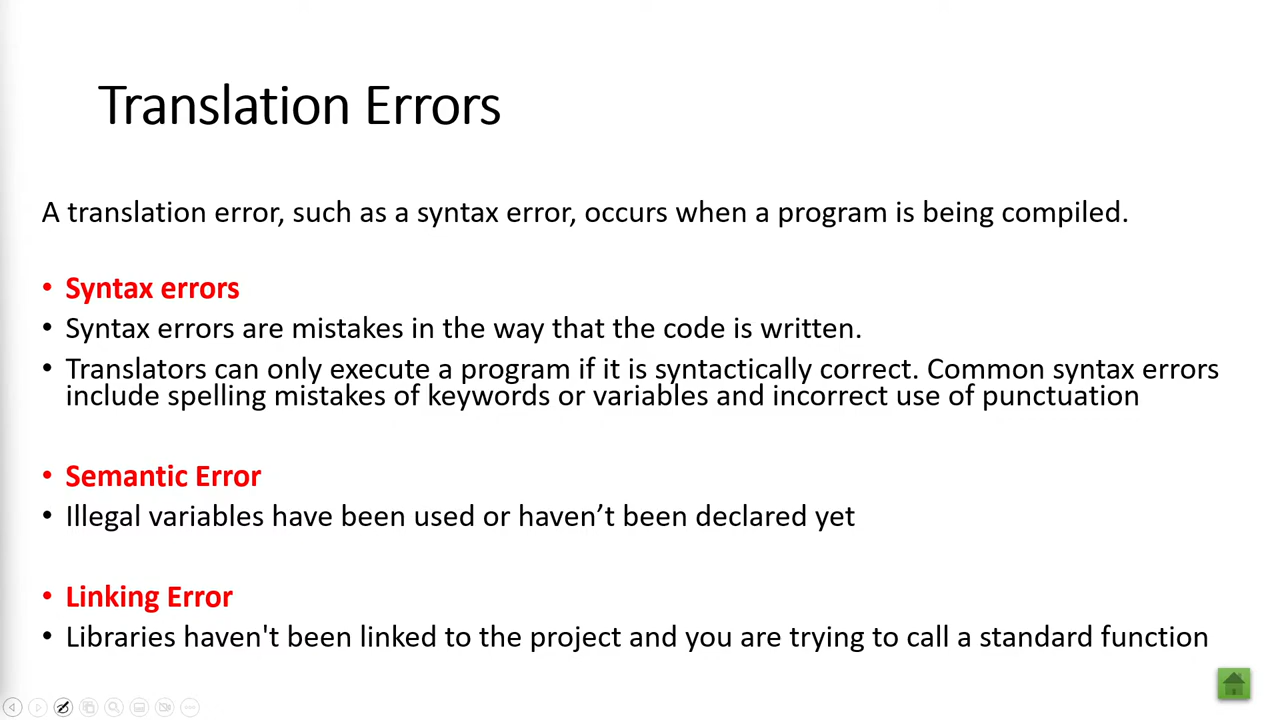 Translation Errors
A translation error, such as a syntax error, occurs when a program is being compiled.
• Syntax errors
• Syntax errors are mistakes in the way that the code is written.
• Translators can only execute a program if it is syntactically correct. Common syntax errors
include spelling mistakes of keywords or variables and incorrect use of punctuation
• Semantic Error
• Illegal variables have been used or haven’t been declared yet
• Linking Error
• Libraries haven't been linked to the project and you are trying to call a standard function